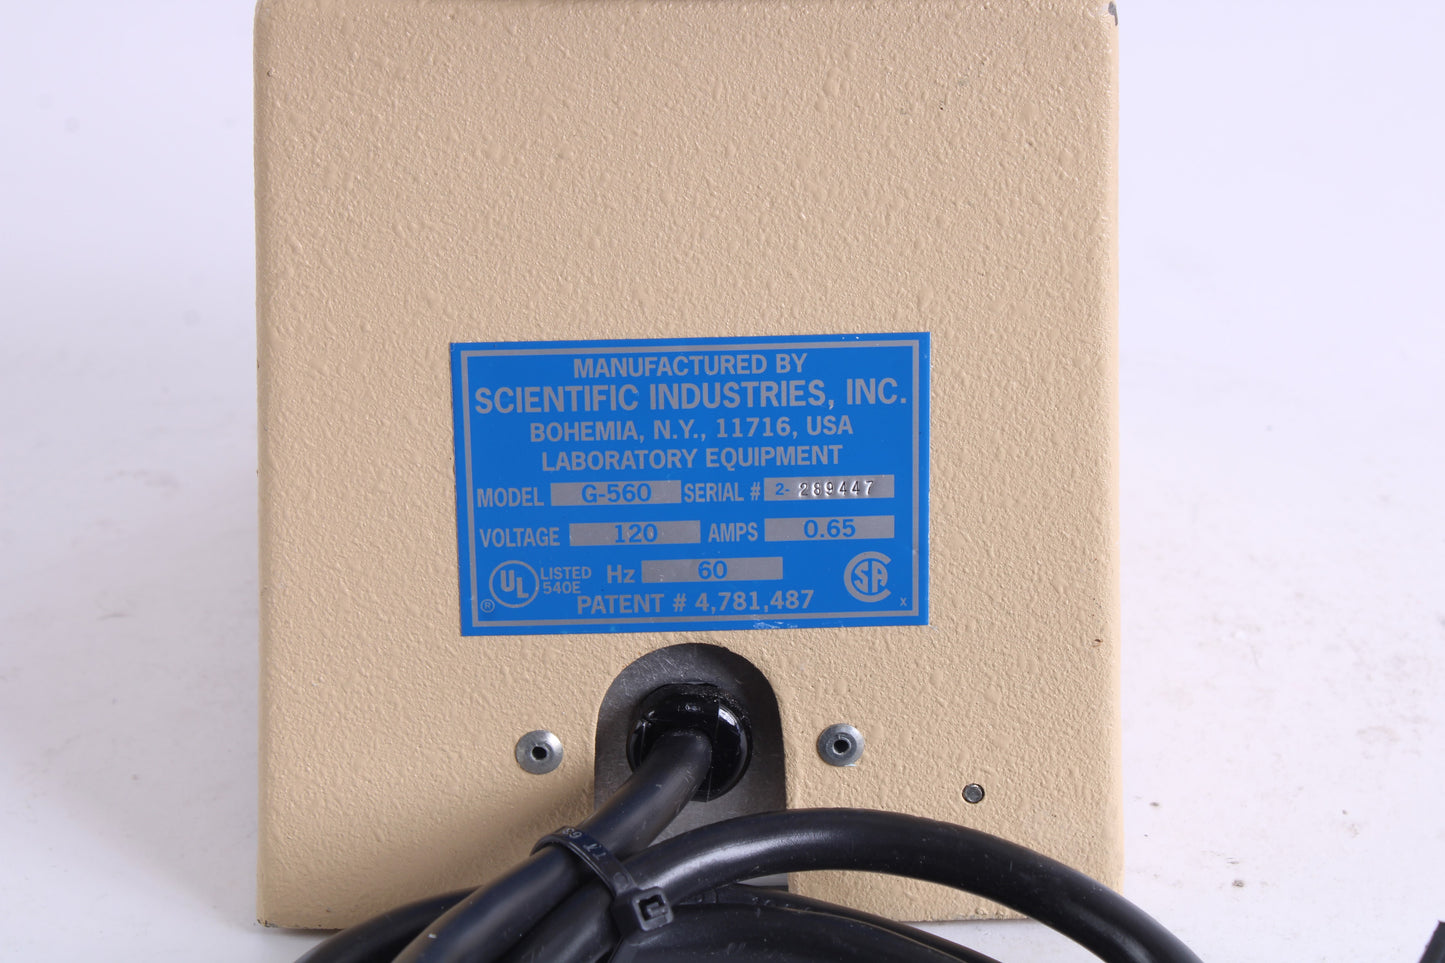 MANUFACTURED BY
SCIENTIFIC INDUSTRIES, INC.
BOHEMIA, N.Y., 11716, USA
LABORATORY EQUIPMENT
MODEL G-560 SERIAL # 2- 289447
VOLTAGE 120 AMPS 0.65
UL LISTED 540E Hz 60 SA
® PATENT # 4,781,487 x